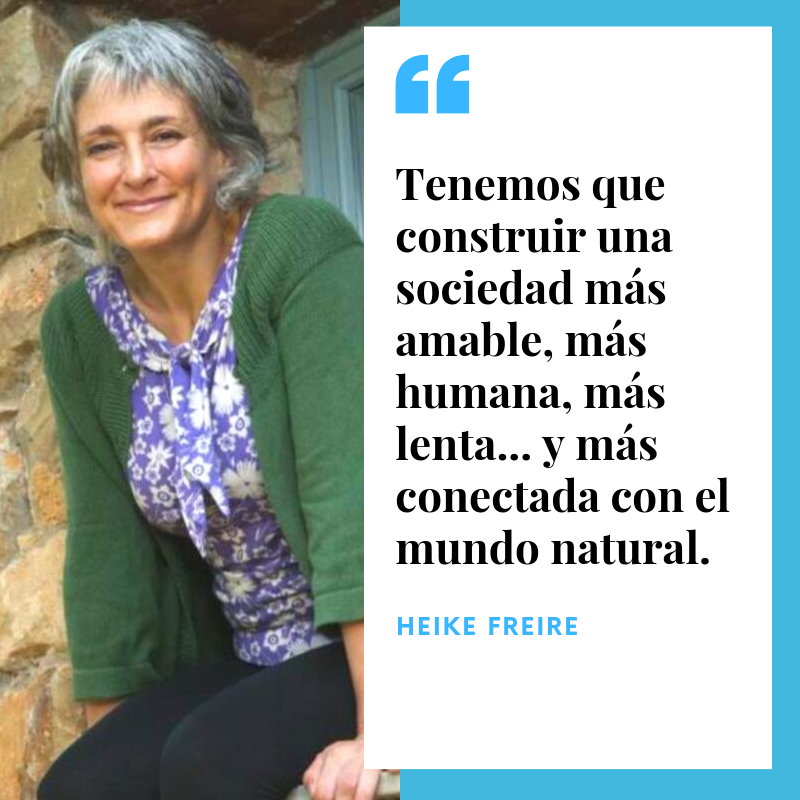 Tenemos que
construir una
sociedad más
amable, más
humana, más
lenta... y más
conectada con el
mundo natural.
HEIKE FREIRE